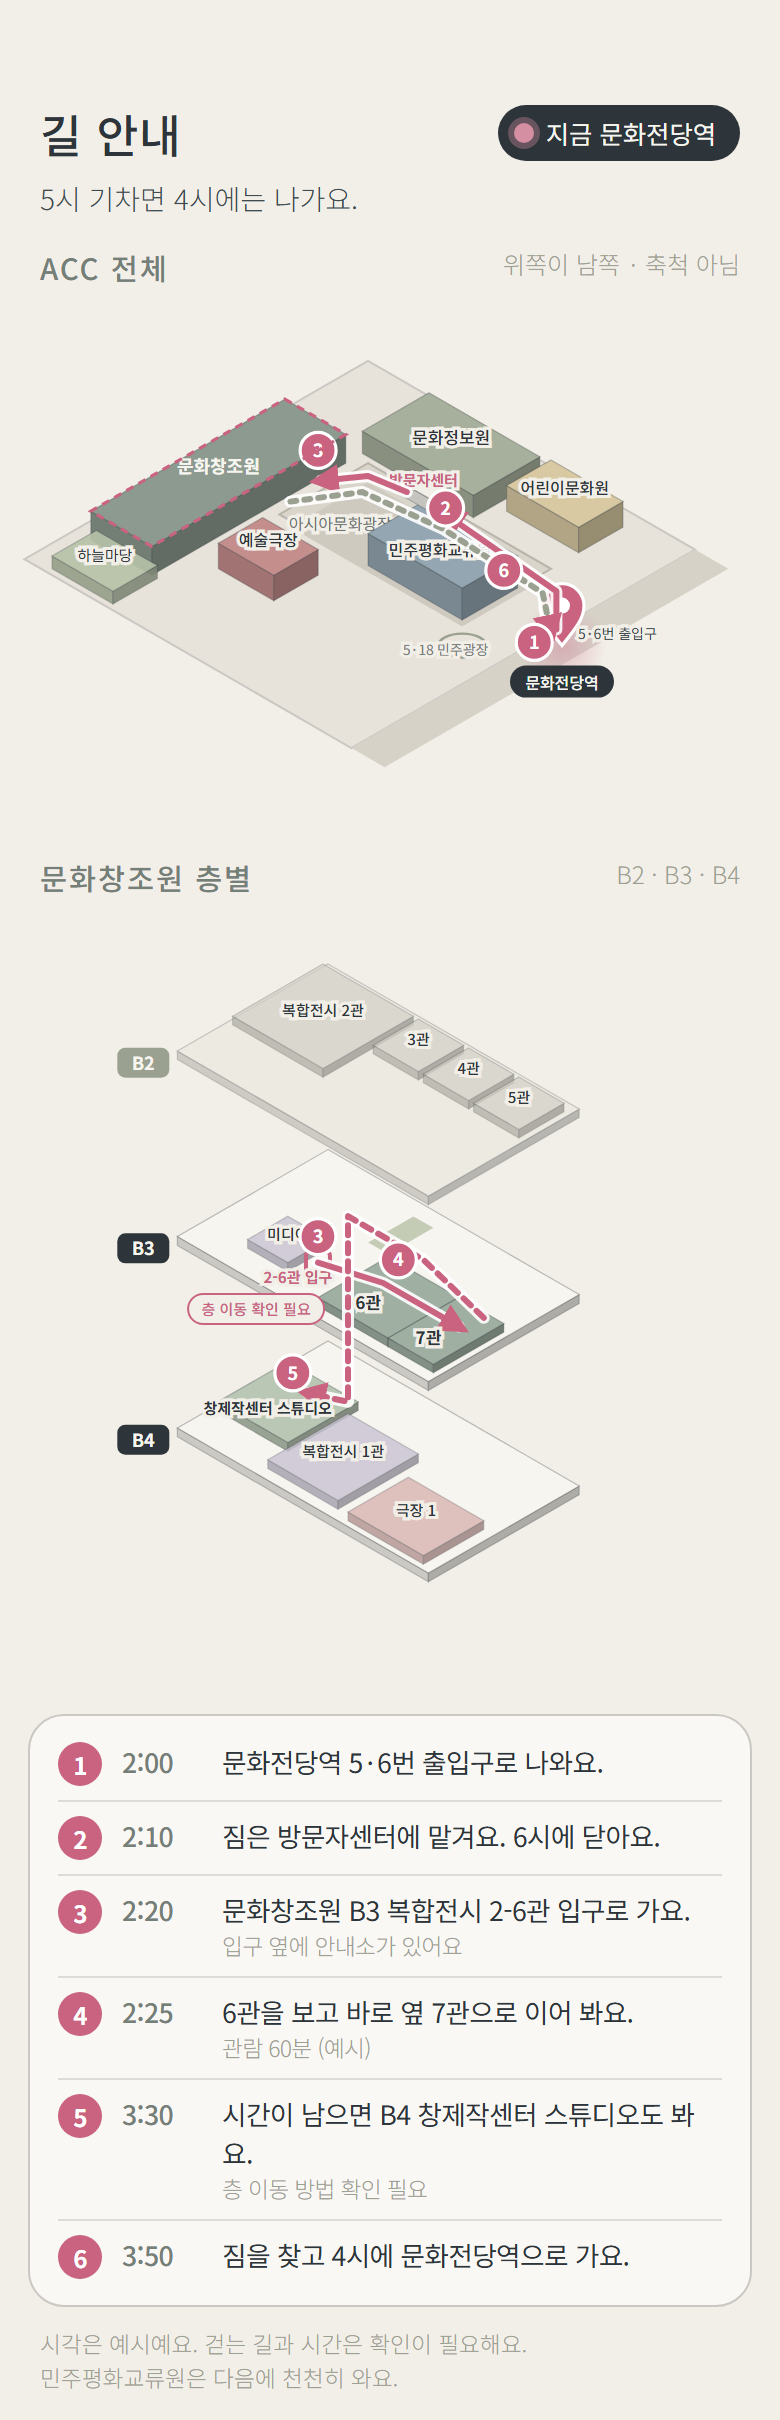 길 안내
지금 문화전당역
5시 기차면 4시에는 나가요.
ACC 전체
위쪽이 남쪽 · 축척 아님
문화정보원
3
문화창조원
방문자센터
어린이문화원
2
아시아문화광장
예술극장
민주평화교
하늘마당
6
5·6번 출입구
1
5·18 민주광장
문화전당역
문화창조원 층별
B2 · B3 · B4
복합전시 2관
3관
B2
4관
5관
미디
3
B3
4
2-6관 입구
6관
층 이동 확인 필요
7관
5
창제작센터 스튜디오
B4
복합전시 1관
극장 1
1 2:00 문화전당역 5·6번 출입구로 나와요.
2 2:10 짐은 방문자센터에 맡겨요. 6시에 닫아요.
3 2:20 문화창조원 B3 복합전시 2-6관 입구로 가요.
입구 옆에 안내소가 있어요
4 2:25 6관을 보고 바로 옆 7관으로 이어 봐요.
관람 60분 (예시)
5 3:30 시간이 남으면 B4 창제작센터 스튜디오도 봐
요.
층 이동 방법 확인 필요
6 3:50 짐을 찾고 4시에 문화전당역으로 가요.
시각은 예시예요. 걷는 길과 시간은 확인이 필요해요.
민주평화교류원은 다음에 천천히 와요.